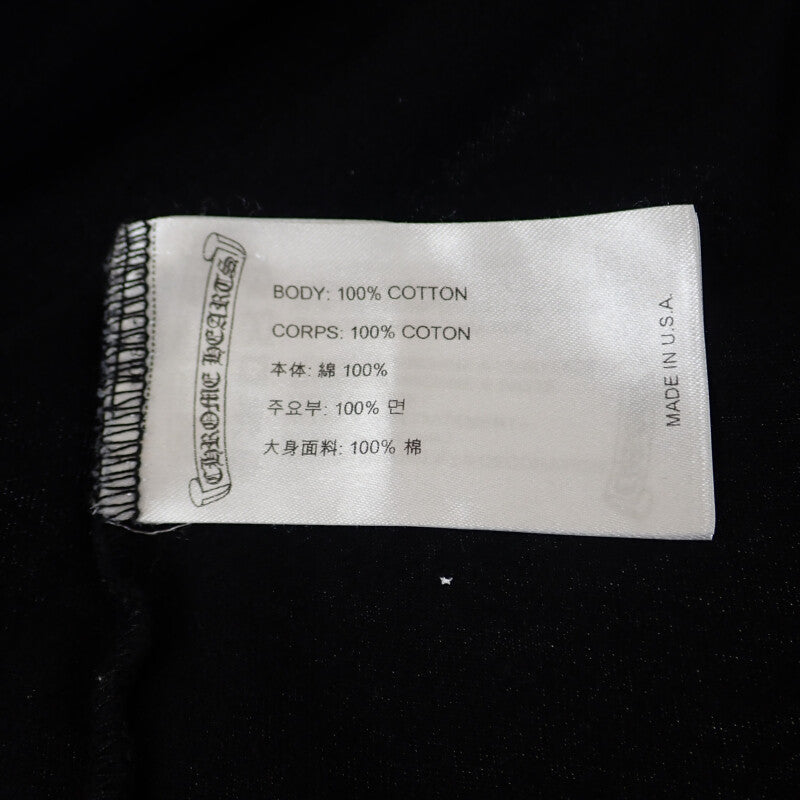 CHROME HEARTS
BODY: 100% COTTON
CORPS: 100% COTON
本体: 綿 100%
주요부: 100% 면
大身面料: 100% 棉
MADE IN U.S.A.